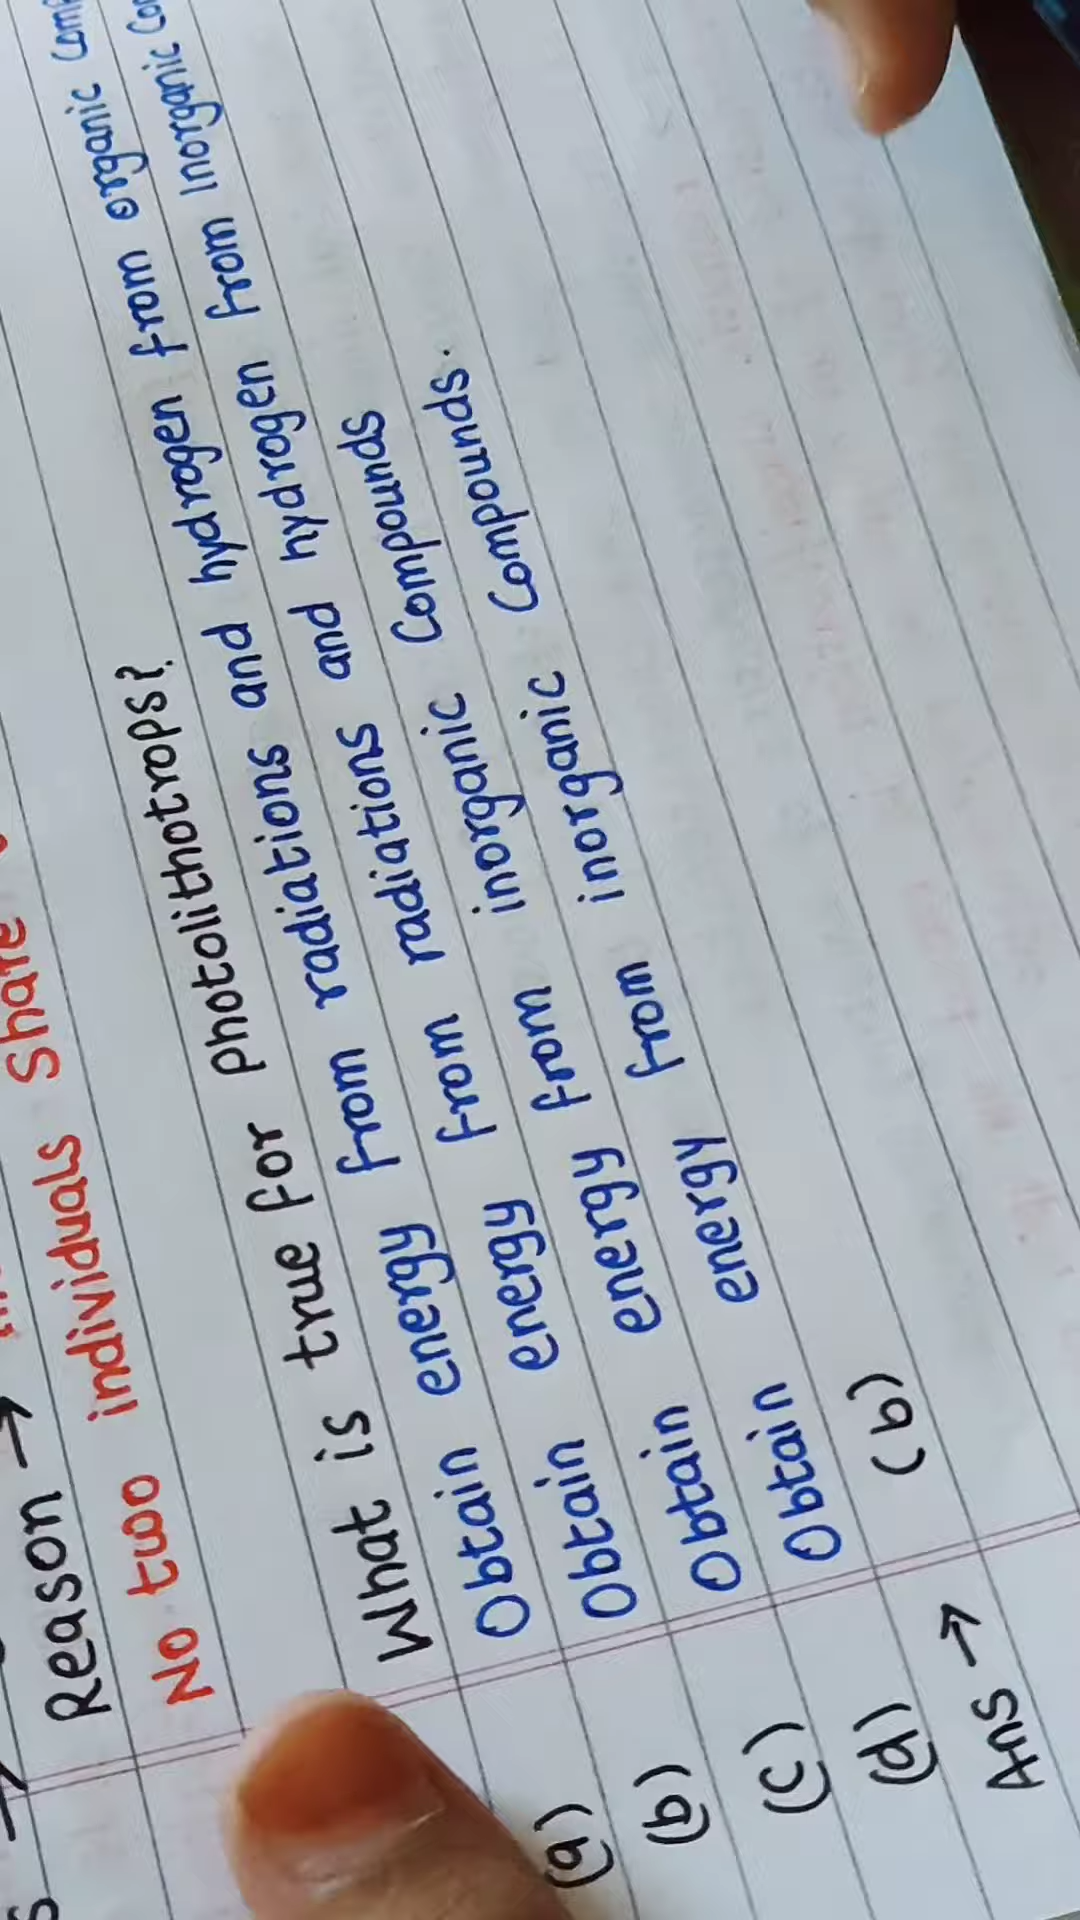 Reason →
No two individuals Share
What is true for photolithotrops?
(a) Obtain energy from radiations and hydrogen from organic
(b) Obtain energy from radiations and hydrogen from inorganic
(c) Obtain energy from inorganic compounds
(d) Obtain energy from inorganic compounds.
Ans → (b)